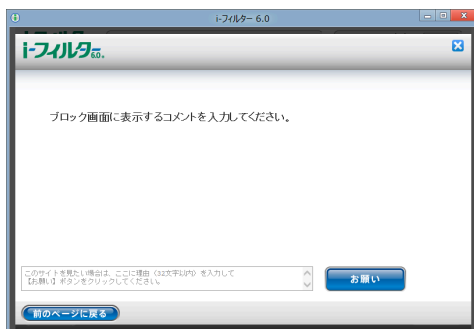 i-フィルター 6.0
i-フィルター 6.0.
ブロック画面に表示するコメントを入力してください。
このサイトを見たい場合は、ここに理由（32文字以内）を入力して
【お願い】ボタンをクリックしてください。
お願い
前のページに戻る